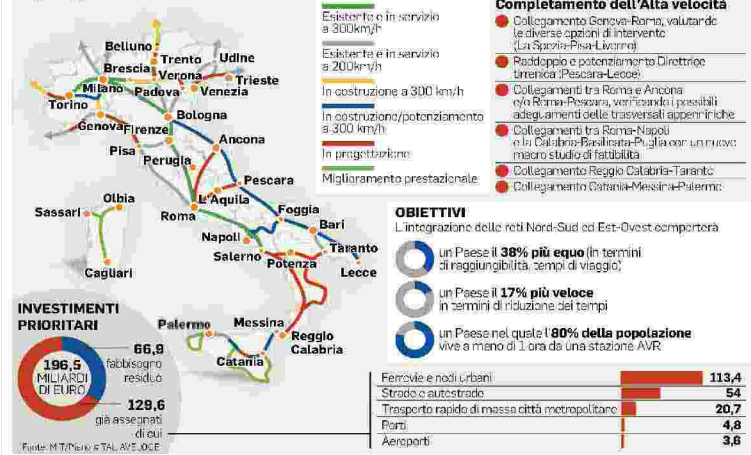 Esistente e in servizio
a 300km/h
Esistente e in servizio
a 200km/h
In costruzione a 300 km/h
In costruzione/potenziamento
a 300 km/h
In progettazione
Miglioramento prestazionale
Completamento dell'Alta velocità
Collegamento Genova-Roma, valutando
le diverse opzioni di intervento
(La Spezia-Pisa-Livorno)
Raddoppio e potenziamento Direttrice
tirrenica (Pescara-Lecce)
Collegamenti tra Roma e Ancona
e/o Roma-Pescara, verificando i possibili
adeguamenti delle trasversali appenniniche
Collegamenti tra Roma-Napoli
e la Calabria-Basilicata-Puglia con un nuovo
macro studio di fattibilità
Collegamento Reggio Calabria-Taranto
Collegamento Catania-Messina-Palermo
Belluno
Trento
Udine
Brescia
Verona
Trieste
Milano
Padova
Venezia
Torino
Bologna
Genova
Firenze
Ancona
Pisa
Perugia
Pescara
L'Aquila
Olbia
Foggia
Sassari
Roma
Bari
Napoli
Taranto
Salerno
Potenza
Lecce
Cagliari
Palermo
Messina
Reggio
Calabria
Catania
OBIETTIVI
L'integrazione delle reti Nord-Sud ed Est-Ovest comporterà
un Paese il 38% più equo (in termini
di raggiungibilità, tempi di viaggio)
un Paese il 17% più veloce
in termini di riduzione dei tempi
un Paese nel quale l'80% della popolazione
vive a meno di 1 ora da una stazione AVR
INVESTIMENTI
PRIORITARI
196,5
MILIARDI
DI EURO
66,9
fabbisogno
residuo
129,6
già assegnati
di cui
Ferrovie e nodi urbani 113,4
Strade e autostrade 54
Trasporto rapido di massa città metropolitane 20,7
Porti 4,8
Aeroporti 3,6
Fonte: MIT/Piano #ITALIAVELOCE